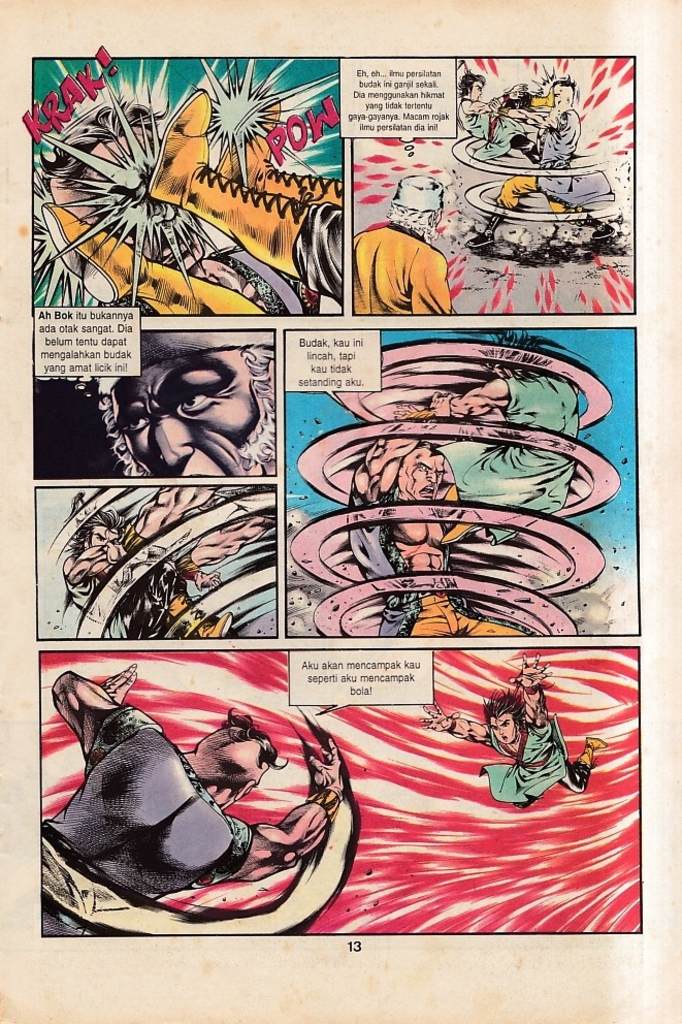 KRAK!
POW
Eh, eh... ilmu persilatan
budak ini ganjil sekali.
Dia menggunakan hikmat
yang tidak tertentu
gaya-gayanya. Macam rojak
ilmu persilatan dia ini!
Ah Bok itu bukannya
ada otak sangat. Dia
belum tentu dapat
mengalahkan budak
yang amat licik ini!
Budak, kau ini
lincah, tapi
kau tidak
setanding aku.
Aku akan mencampak kau
seperti aku mencampak
bola!
13